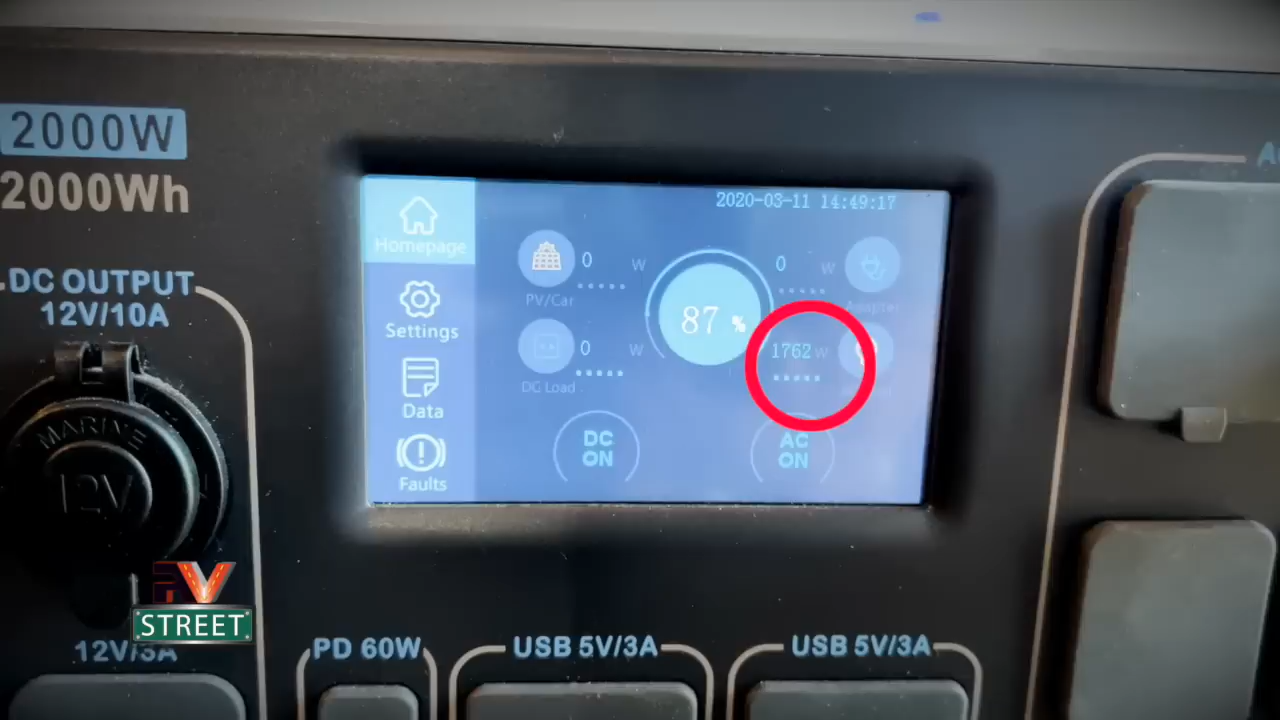 2000W
2000Wh
DC OUTPUT
12V/10A
MARINE
12V
12V/3A
RV
STREET
Homepage
Settings
Data
Faults
2020-03-11 14:49:17
0 W
PV/Car
0 W
DC Load
87 %
0 W
Adapter
1762 W
DC
ON
AC
ON
PD 60W
USB 5V/3A
USB 5V/3A